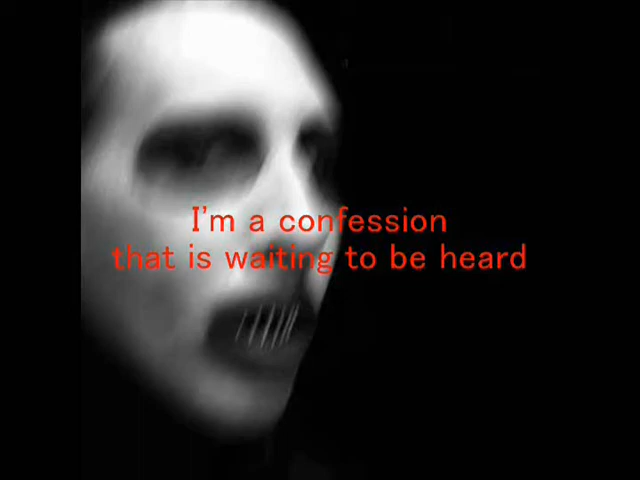 I'm a confession
that is waiting to be heard